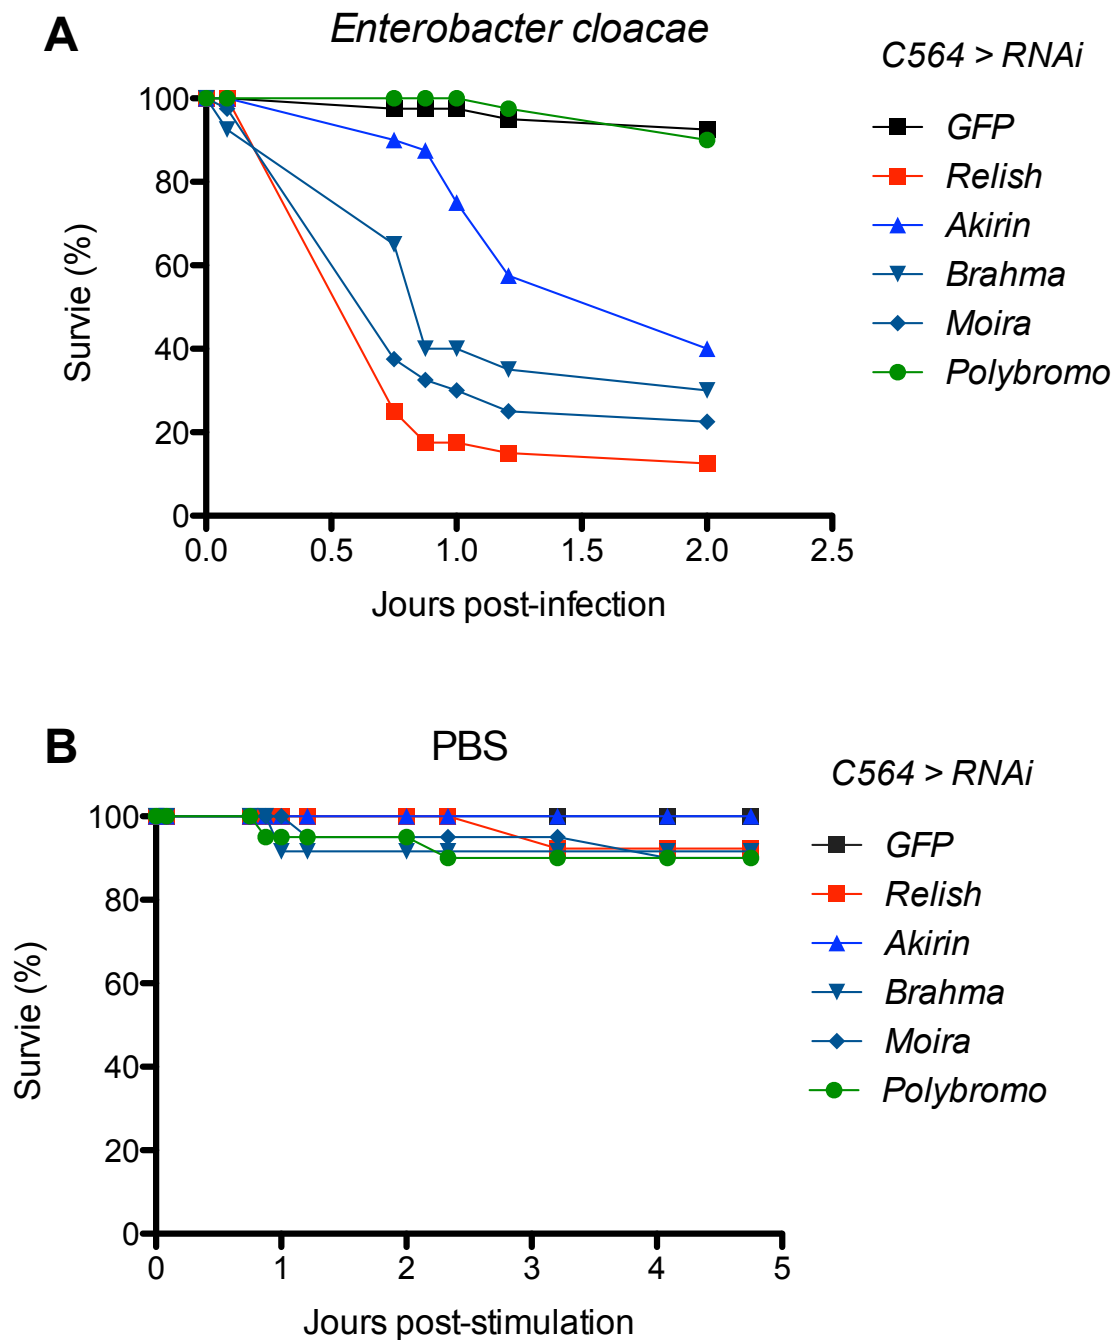 A
Enterobacter cloacae
C564 > RNAi
GFP
Relish
Akirin
Brahma
Moira
Polybromo
100
80
60
40
20
0
Survie (%)
0.0 0.5 1.0 1.5 2.0 2.5
Jours post-infection
B
PBS
C564 > RNAi
GFP
Relish
Akirin
Brahma
Moira
Polybromo
100
80
60
40
20
0
Survie (%)
0 1 2 3 4 5
Jours post-stimulation